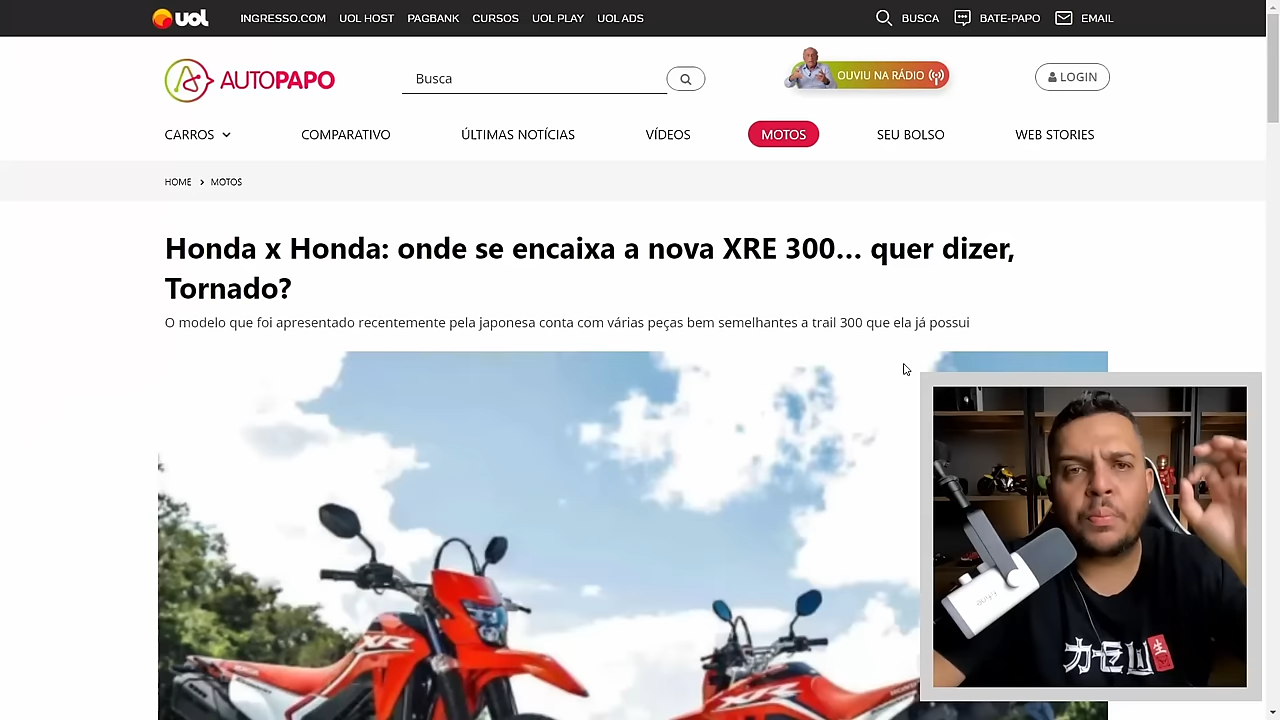 uol
INGRESSO.COM UOL HOST PAGBANK CURSOS UOL PLAY UOL ADS
BUSCA BATE-PAPO EMAIL
AUTOPAPO
Busca
OUVIU NA RÁDIO
LOGIN
CARROS COMPARATIVO ÚLTIMAS NOTÍCIAS VÍDEOS MOTOS SEU BOLSO WEB STORIES
HOME > MOTOS
Honda x Honda: onde se encaixa a nova XRE 300... quer dizer,
Tornado?
O modelo que foi apresentado recentemente pela japonesa conta com várias peças bem semelhantes a trail 300 que ela já possui
XR
XR